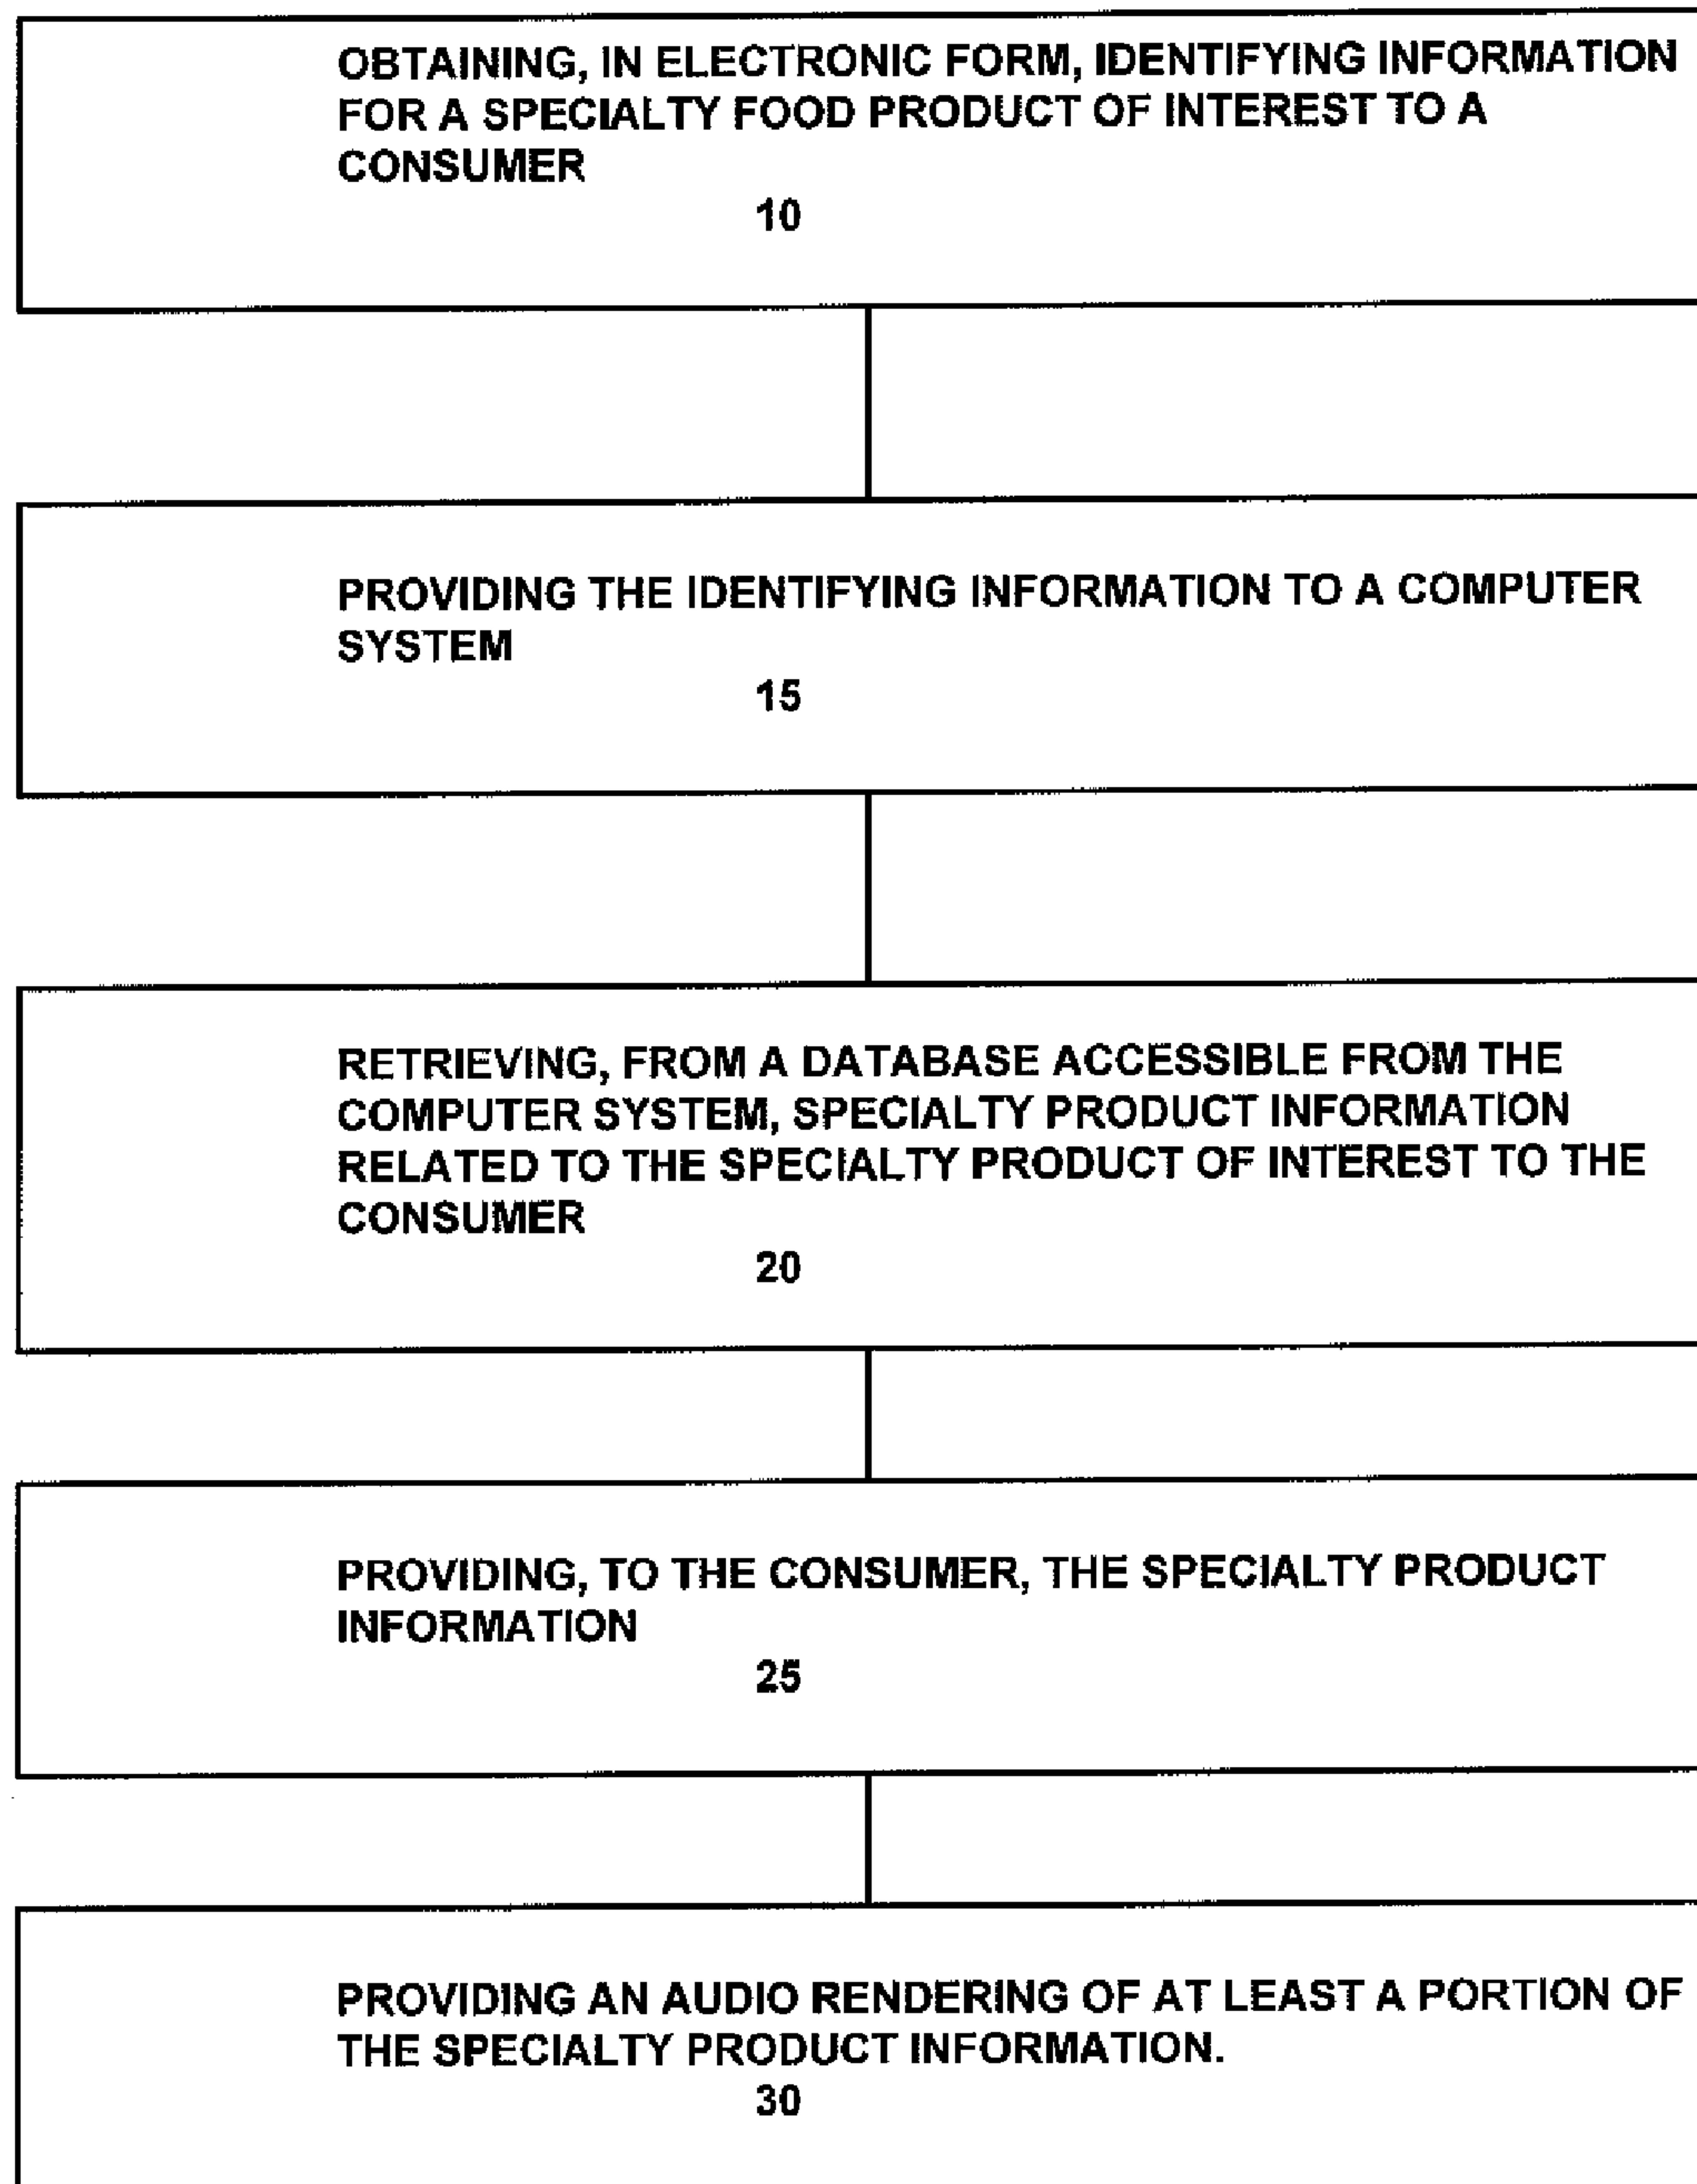 OBTAINING, IN ELECTRONIC FORM, IDENTIFYING INFORMATION
FOR A SPECIALTY FOOD PRODUCT OF INTEREST TO A
CONSUMER
10
PROVIDING THE IDENTIFYING INFORMATION TO A COMPUTER
SYSTEM
15
RETRIEVING, FROM A DATABASE ACCESSIBLE FROM THE
COMPUTER SYSTEM, SPECIALTY PRODUCT INFORMATION
RELATED TO THE SPECIALTY PRODUCT OF INTEREST TO THE
CONSUMER
20
PROVIDING, TO THE CONSUMER, THE SPECIALTY PRODUCT
INFORMATION
25
PROVIDING AN AUDIO RENDERING OF AT LEAST A PORTION OF
THE SPECIALTY PRODUCT INFORMATION.
30